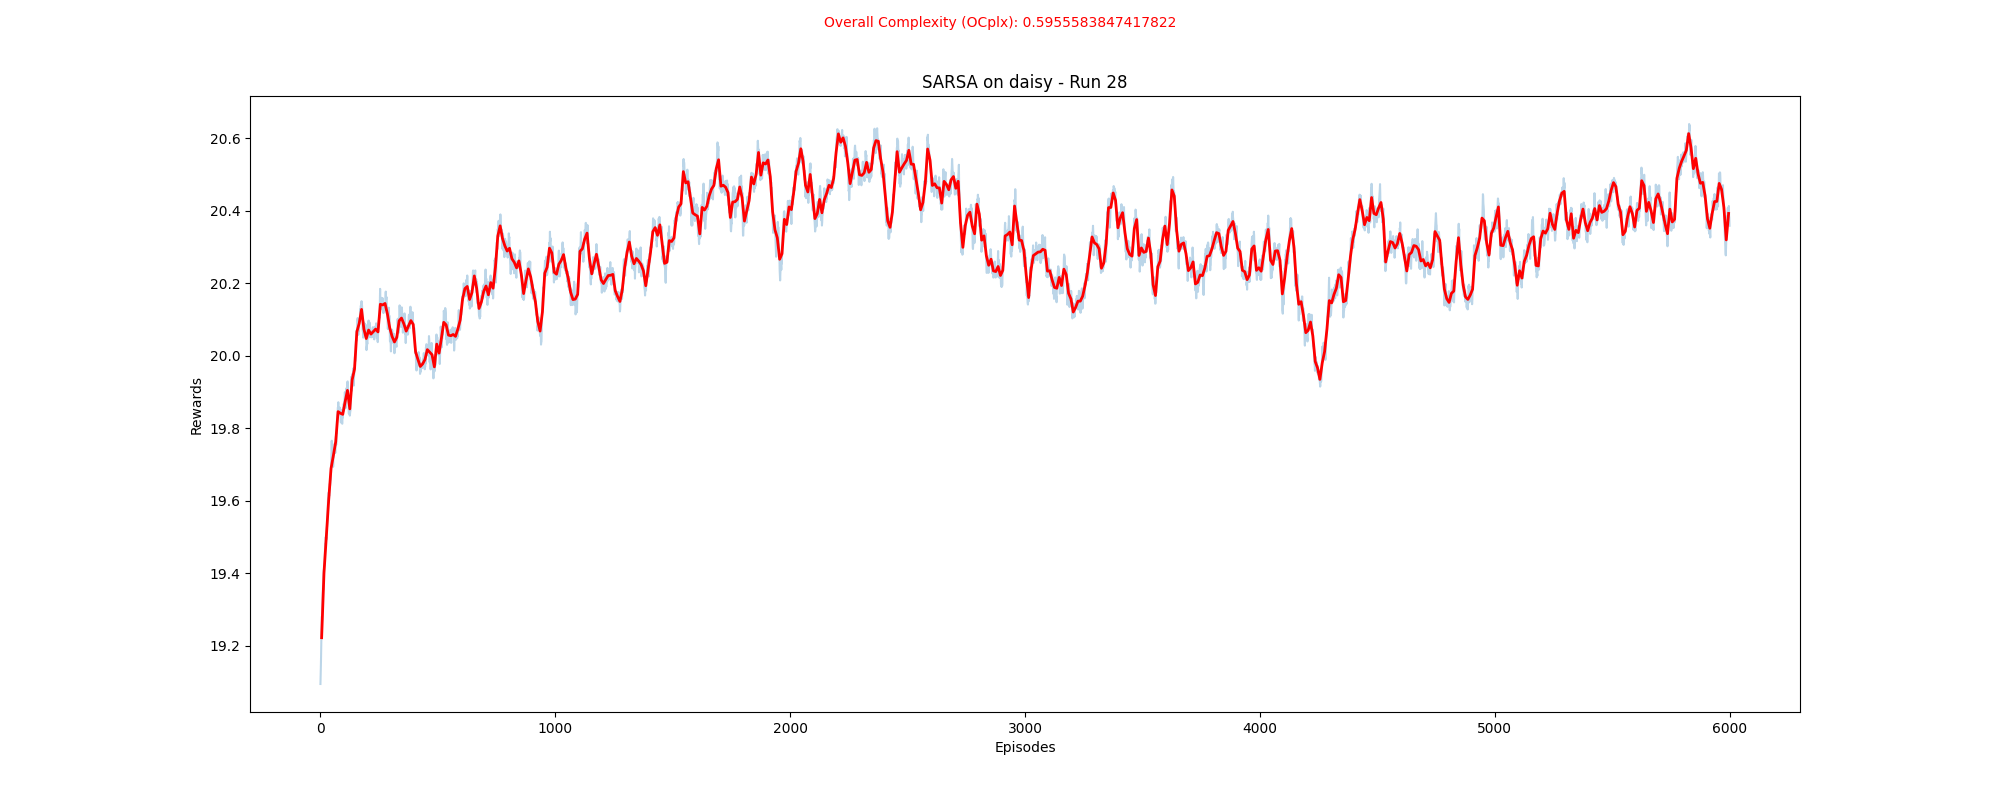 Overall Complexity (OCplx): 0.5955583847417822
SARSA on daisy - Run 28
20.6
20.4
20.2
20.0
19.8
19.6
19.4
19.2
Rewards
0 1000 2000 3000 4000 5000 6000
Episodes